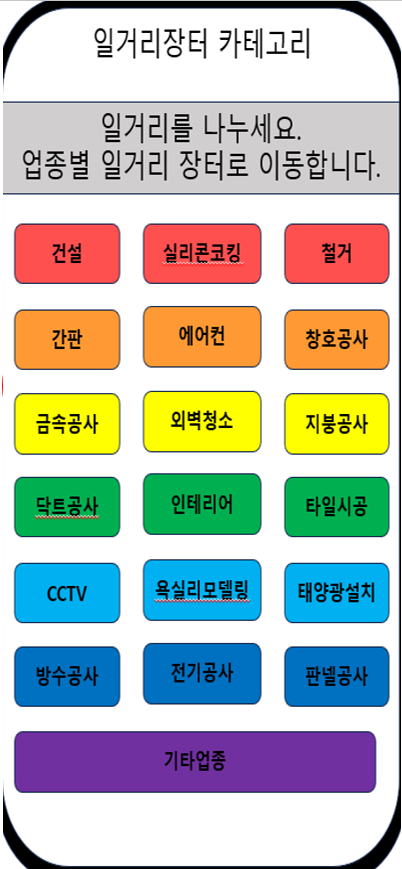 일거리장터 카테고리
일거리를 나누세요.
업종별 일거리 장터로 이동합니다.
건설 실리콘코킹 철거
간판 에어컨 창호공사
금속공사 외벽청소 지붕공사
닥트공사 인테리어 타일시공
CCTV 욕실리모델링 태양광설치
방수공사 전기공사 판넬공사
기타업종